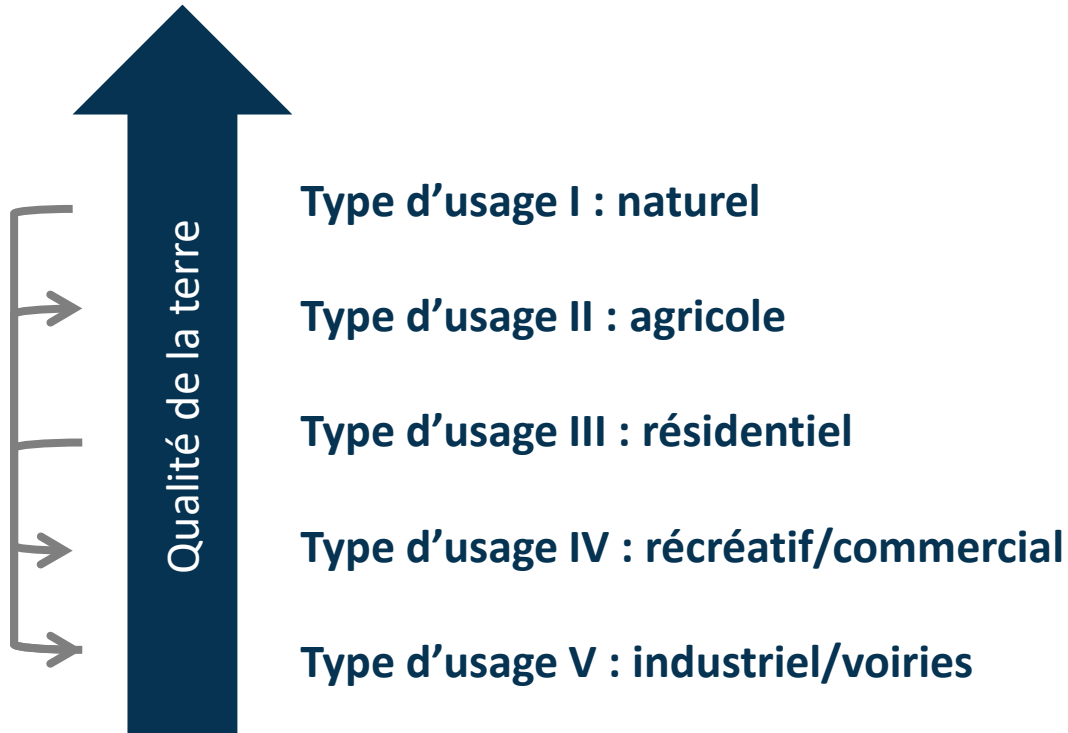 Qualité de la terre
Type d’usage I : naturel
Type d’usage II : agricole
Type d’usage III : résidentiel
Type d’usage IV : récréatif/commercial
Type d’usage V : industriel/voiries